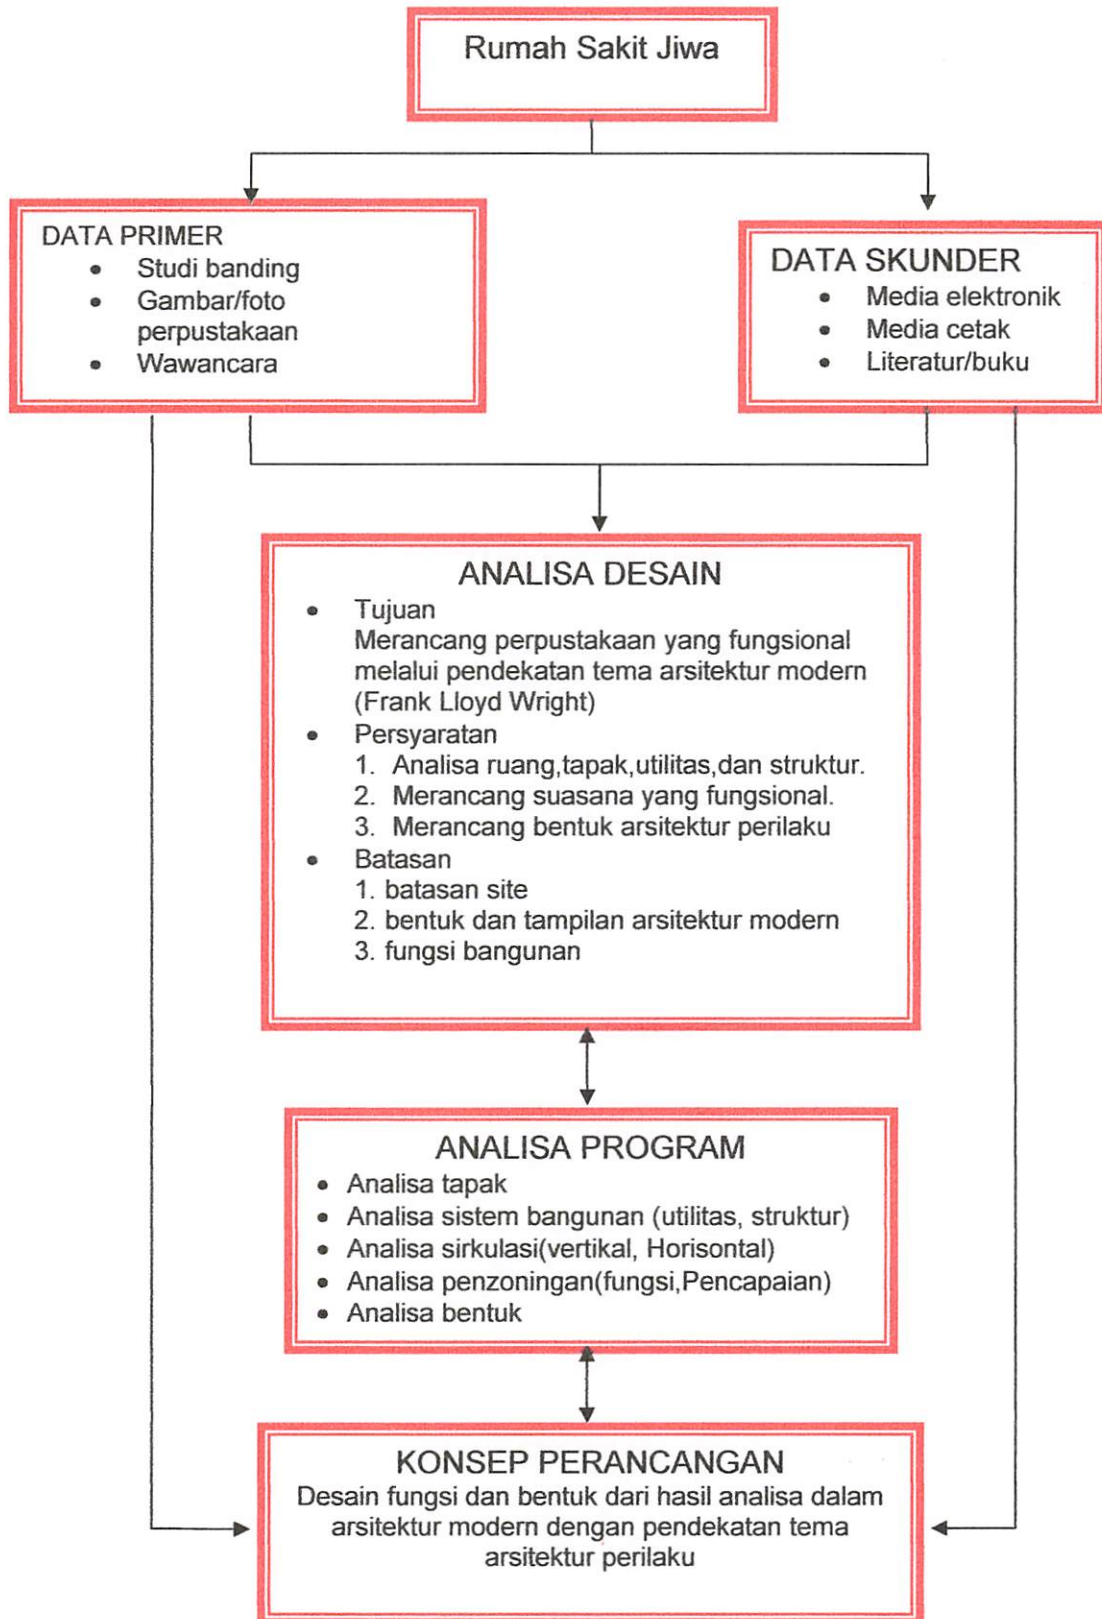 Rumah Sakit Jiwa
DATA PRIMER
• Studi banding
• Gambar/foto
perpustakaan
• Wawancara
DATA SKUNDER
• Media elektronik
• Media cetak
• Literatur/buku
ANALISA DESAIN
• Tujuan
Merancang perpustakaan yang fungsional
melalui pendekatan tema arsitektur modern
(Frank Lloyd Wright)
• Persyaratan
1. Analisa ruang,tapak,utilitas,dan struktur.
2. Merancang suasana yang fungsional.
3. Merancang bentuk arsitektur perilaku
• Batasan
1. batasan site
2. bentuk dan tampilan arsitektur modern
3. fungsi bangunan
ANALISA PROGRAM
• Analisa tapak
• Analisa sistem bangunan (utilitas, struktur)
• Analisa sirkulasi(vertikal, Horisontal)
• Analisa penzoningan(fungsi,Pencapaian)
• Analisa bentuk
KONSEP PERANCANGAN
Desain fungsi dan bentuk dari hasil analisa dalam
arsitektur modern dengan pendekatan tema
arsitektur perilaku